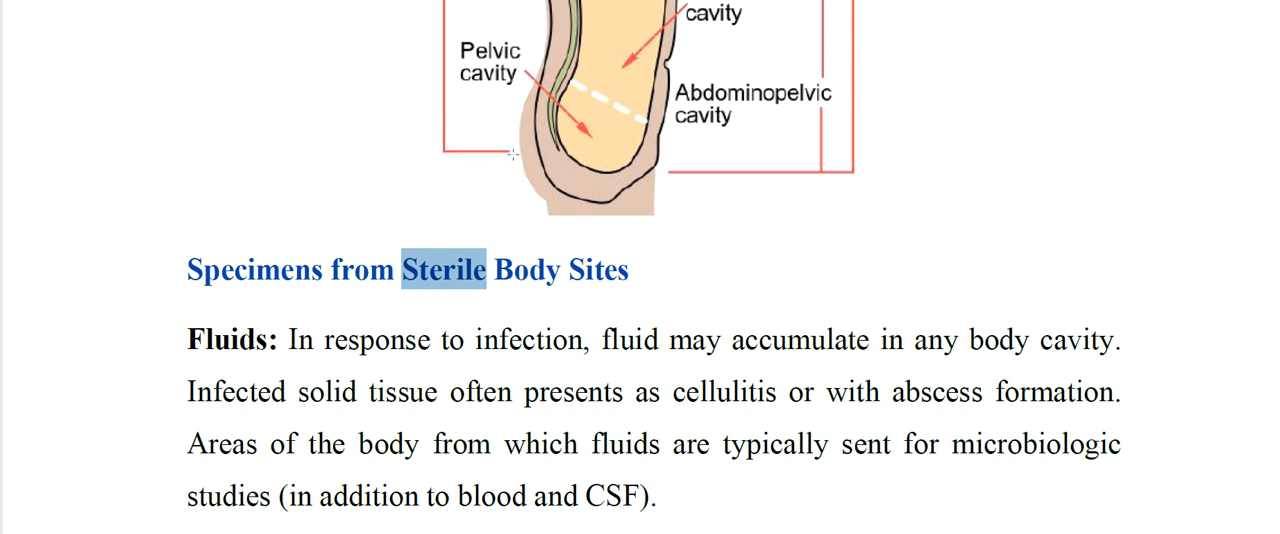 cavity
Pelvic
cavity
Abdominopelvic
cavity
Specimens from Sterile Body Sites
Fluids: In response to infection, fluid may accumulate in any body cavity.
Infected solid tissue often presents as cellulitis or with abscess formation.
Areas of the body from which fluids are typically sent for microbiologic
studies (in addition to blood and CSF).